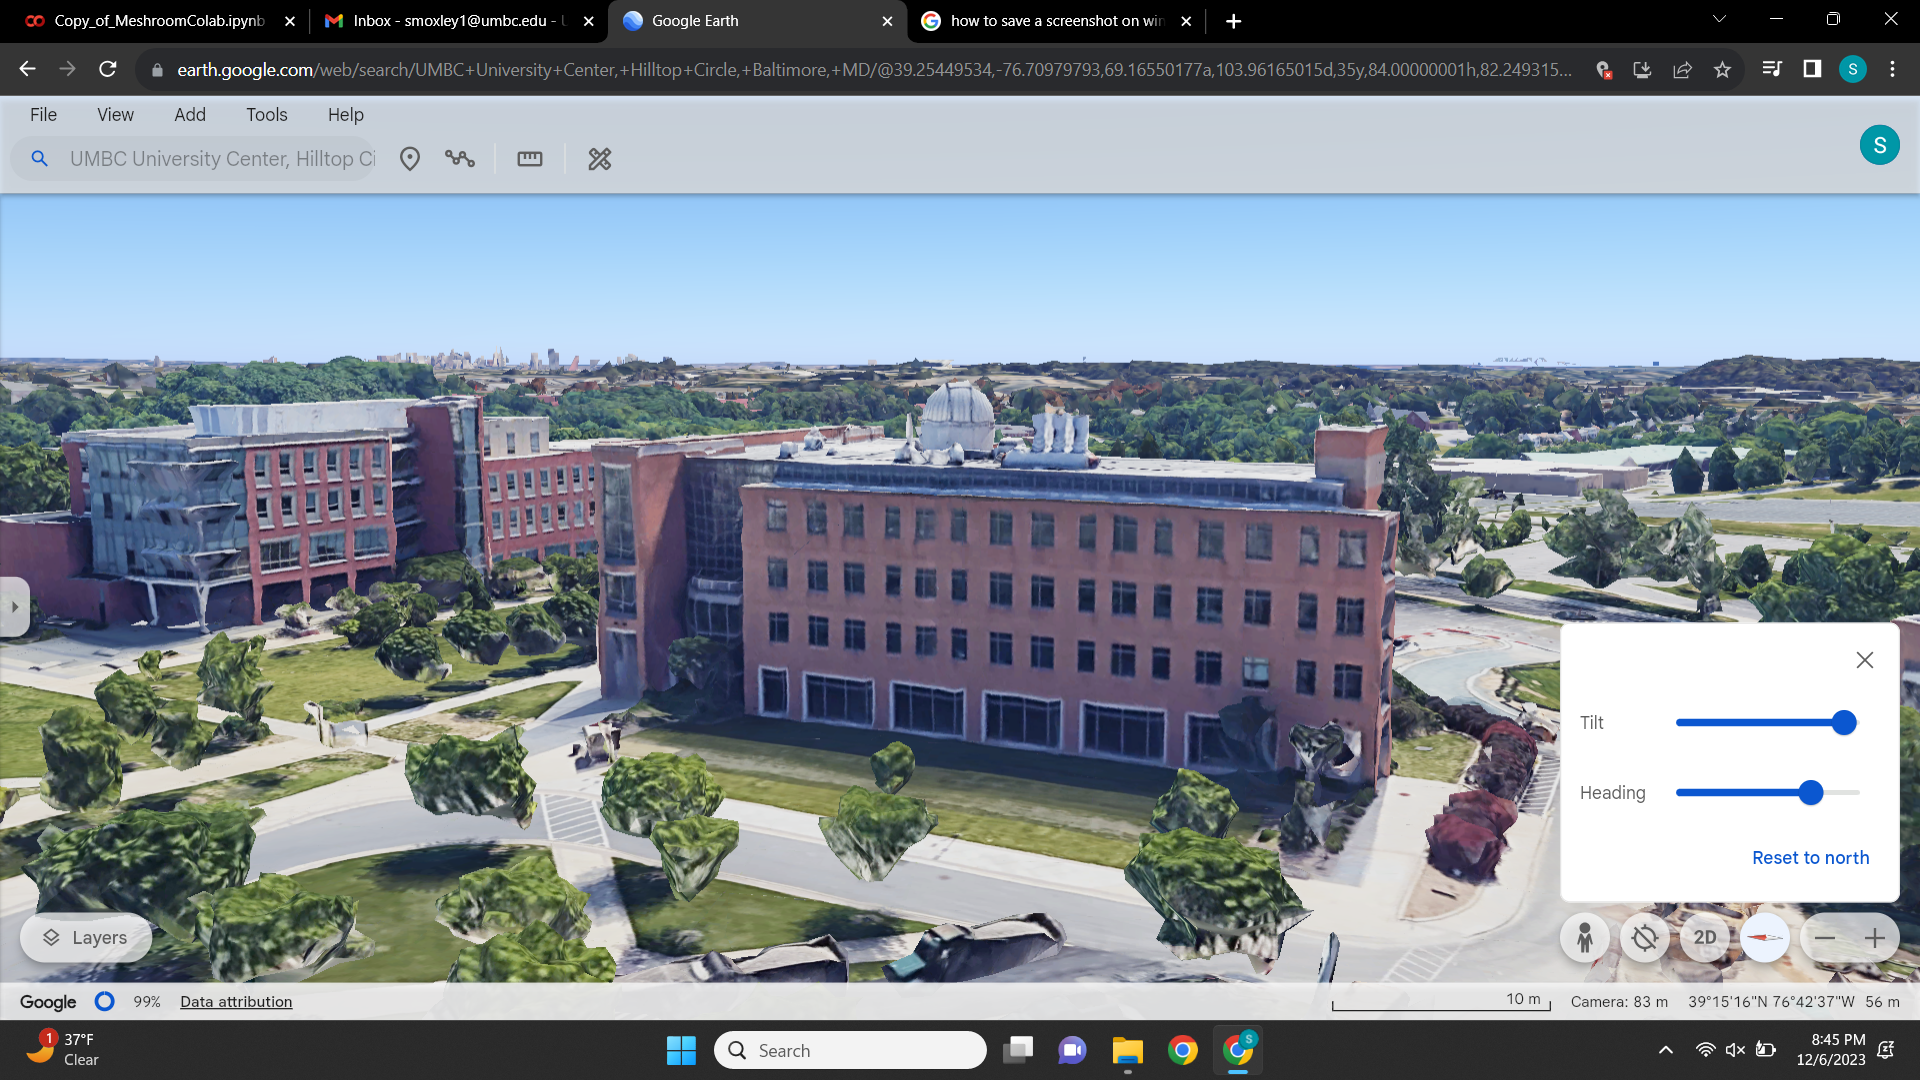 Copy_of_MeshroomColab.ipynb
Inbox - smoxley1@umbc.edu - U
Google Earth
how to save a screenshot on win
earth.google.com/web/search/UMBC+University+Center,+Hilltop+Circle,+Baltimore,+MD/@39.25449534,-76.70979793,69.16550177a,103.96165015d,35y,84.00000001h,82.249315...
S
File
View
Add
Tools
Help
UMBC University Center, Hilltop Ci
S
Tilt
Heading
Reset to north
Layers
2D
Google
99%
Data attribution
10 m
Camera: 83 m
39°15'16"N 76°42'37"W
56 m
1
37°F
Clear
Search
S
8:45 PM
12/6/2023